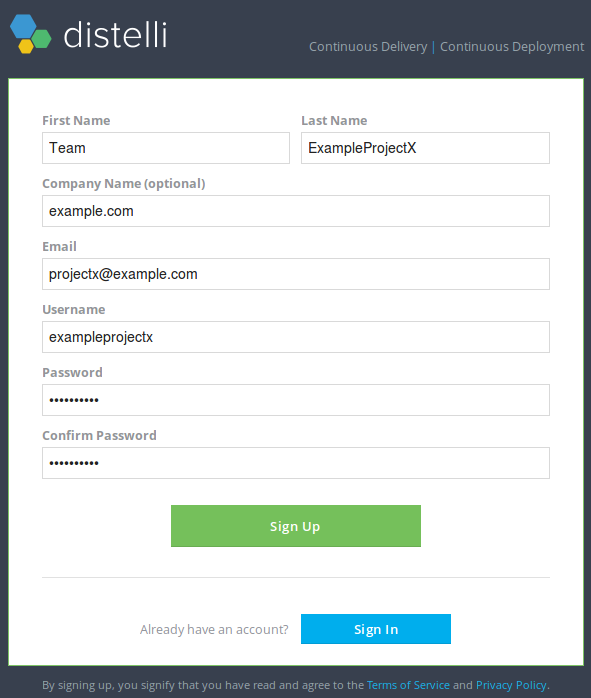 distelli
Continuous Delivery | Continuous Deployment
First Name Last Name
Team ExampleProjectX
Company Name (optional)
example.com
Email
projectx@example.com
Username
exampleprojectx
Password
••••••••••
Confirm Password
••••••••••
Sign Up
Already have an account? Sign In
By signing up, you signify that you have read and agree to the Terms of Service and Privacy Policy.